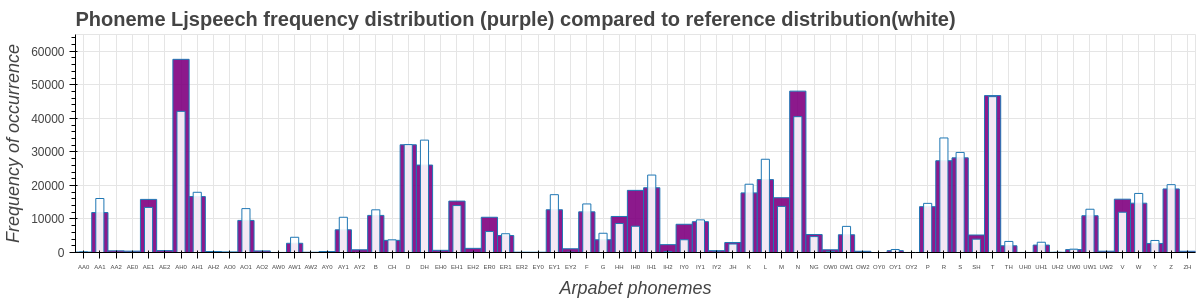 Phoneme Ljspeech frequency distribution (purple) compared to reference distribution(white)
Frequency of occurrence
60000
50000
40000
30000
20000
10000
0
AA0 AA1 AA2 AE0 AE1 AE2 AH0 AH1 AH2 AO0 AO1 AO2 AW0 AW1 AW2 AY0 AY1 AY2 B CH D DH EH0 EH1 EH2 ER0 ER1 ER2 EY0 EY1 EY2 F G HH IH0 IH1 IH2 IY0 IY1 IY2 JH K L M N NG OW0 OW1 OW2 OY0 OY1 OY2 P R S SH T TH UH0 UH1 UH2 UW0 UW1 UW2 V W Y Z ZH
Arpabet phonemes